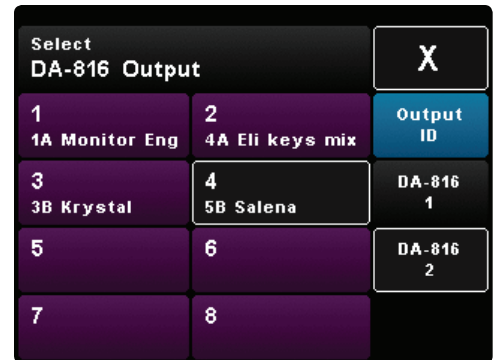 Select
DA-816 Output
X
1
1A Monitor Eng
2
4A Eli keys mix
Output
ID
3
3B Krystal
4
5B Salena
DA-816
1
5
6
DA-816
2
7
8